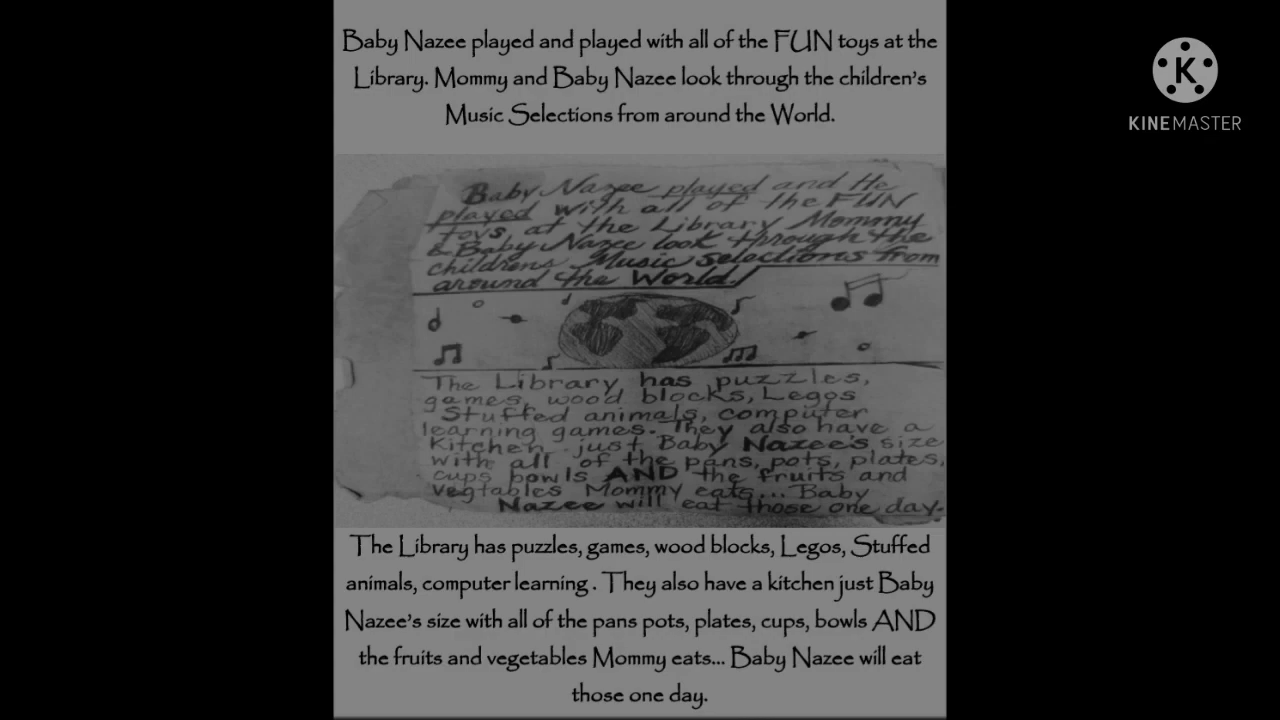 Baby Nazee played and played with all of the FUN toys at the
Library. Mommy and Baby Nazee look through the children's
Music Selections from around the World.
KINEMASTER
Baby Nazee played and He
played with all of the FUN
toys at the Library Mommy
& Baby Nazee look through the
childrens Music selections from
around the World!
The Library has puzzles,
games, wood blocks, Legos
Stuffed animals, computer
learning games. They also have a
Kitchen just Baby Nazee's size
with all of the pans, pots, plates,
cups bowls AND the fruits and
vegtables Mommy eats... Baby
Nazee will eat those one day.
The Library has puzzles, games, wood blocks, Legos, Stuffed
animals, computer learning . They also have a kitchen just Baby
Nazee's size with all of the pans pots, plates, cups, bowls AND
the fruits and vegetables Mommy eats... Baby Nazee will eat
those one day.